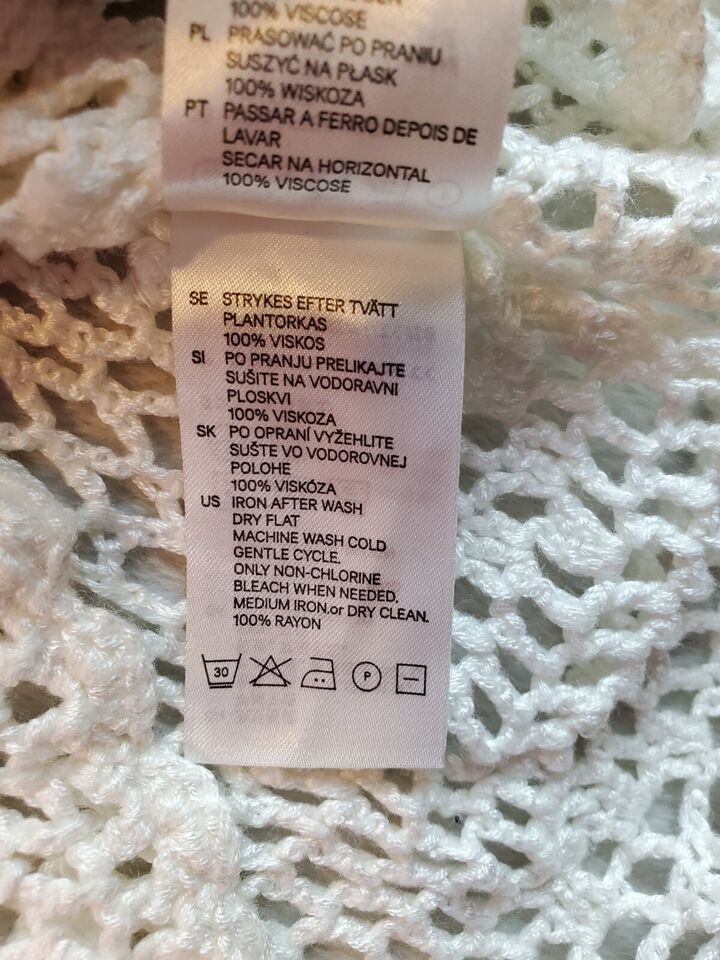 100% VISCOSE
PL PRASOWAĆ PO PRANIU
SUSZYĆ NA PŁASK
100% WISKOZA
PT PASSAR A FERRO DEPOIS DE
LAVAR
SECAR NA HORIZONTAL
100% VISCOSE
SE STRYKES EFTER TVÄTT
PLANTORKAS
100% VISKOS
SI PO PRANJU PRELIKAJTE
SUŠITE NA VODORAVNI
PLOSKVI
100% VISKOZA
SK PO OPRANÍ VYŽEHLITE
SUŠTE VO VODOROVNEJ
POLOHE
100% VISKÓZA
US IRON AFTER WASH
DRY FLAT
MACHINE WASH COLD
GENTLE CYCLE.
ONLY NON-CHLORINE
BLEACH WHEN NEEDED.
MEDIUM IRON.or DRY CLEAN.
100% RAYON
30 P